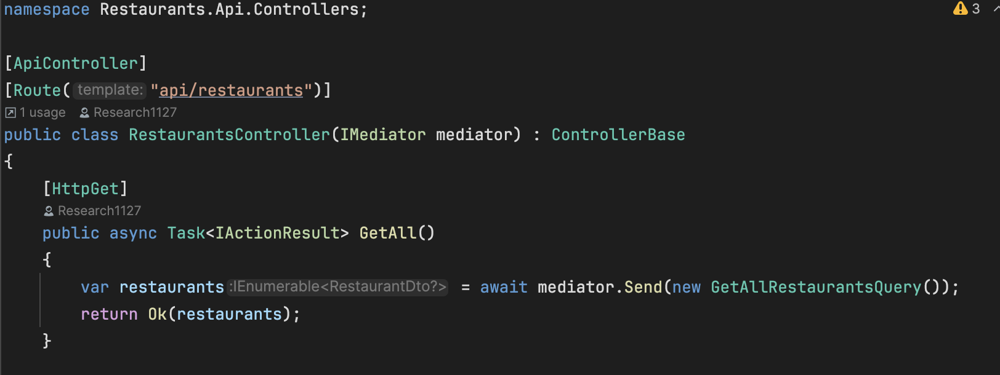 namespace Restaurants.Api.Controllers;
3
[ApiController]
[Route(template: "api/restaurants")]
1 usage Research1127
public class RestaurantsController(IMediator mediator) : ControllerBase
{
[HttpGet]
Research1127
public async Task<IActionResult> GetAll()
{
var restaurants :IEnumerable<RestaurantDto?> = await mediator.Send(new GetAllRestaurantsQuery());
return Ok(restaurants);
}